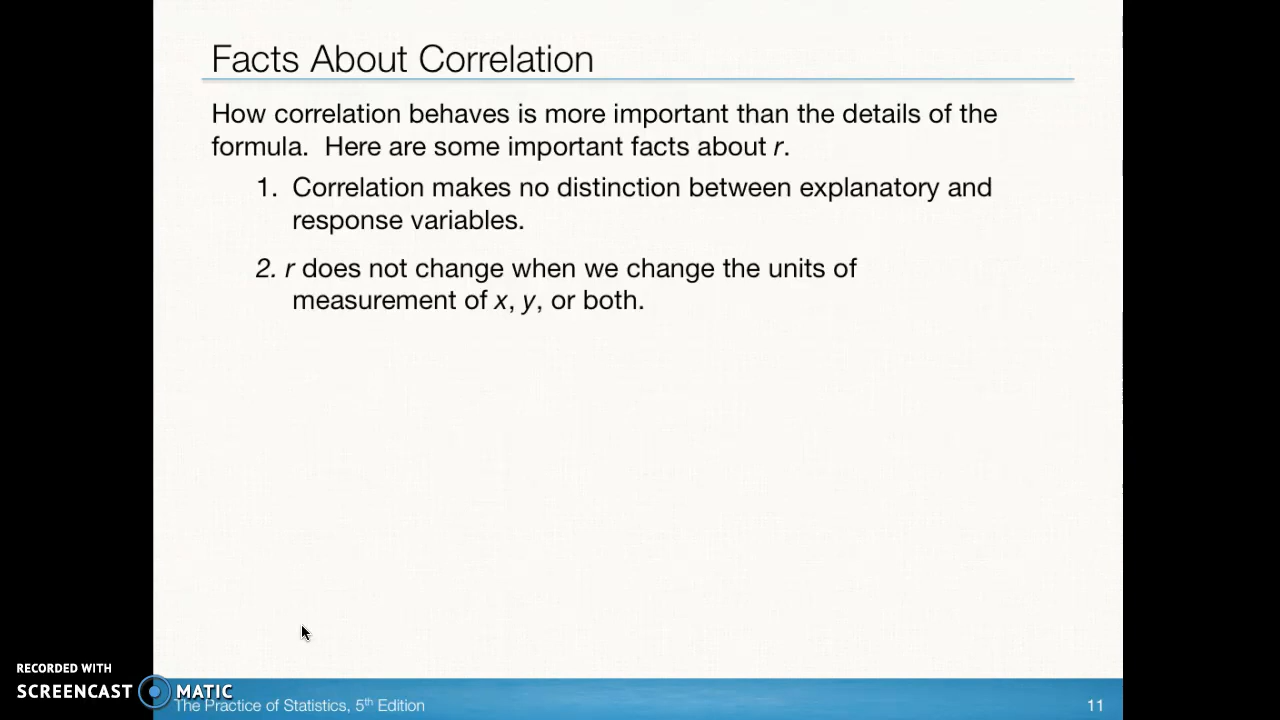 Facts About Correlation
How correlation behaves is more important than the details of the
formula.  Here are some important facts about r.
1. Correlation makes no distinction between explanatory and
response variables.
2. r does not change when we change the units of
measurement of x, y, or both.
RECORDED WITH
SCREENCAST MATIC
The Practice of Statistics, 5th Edition
11